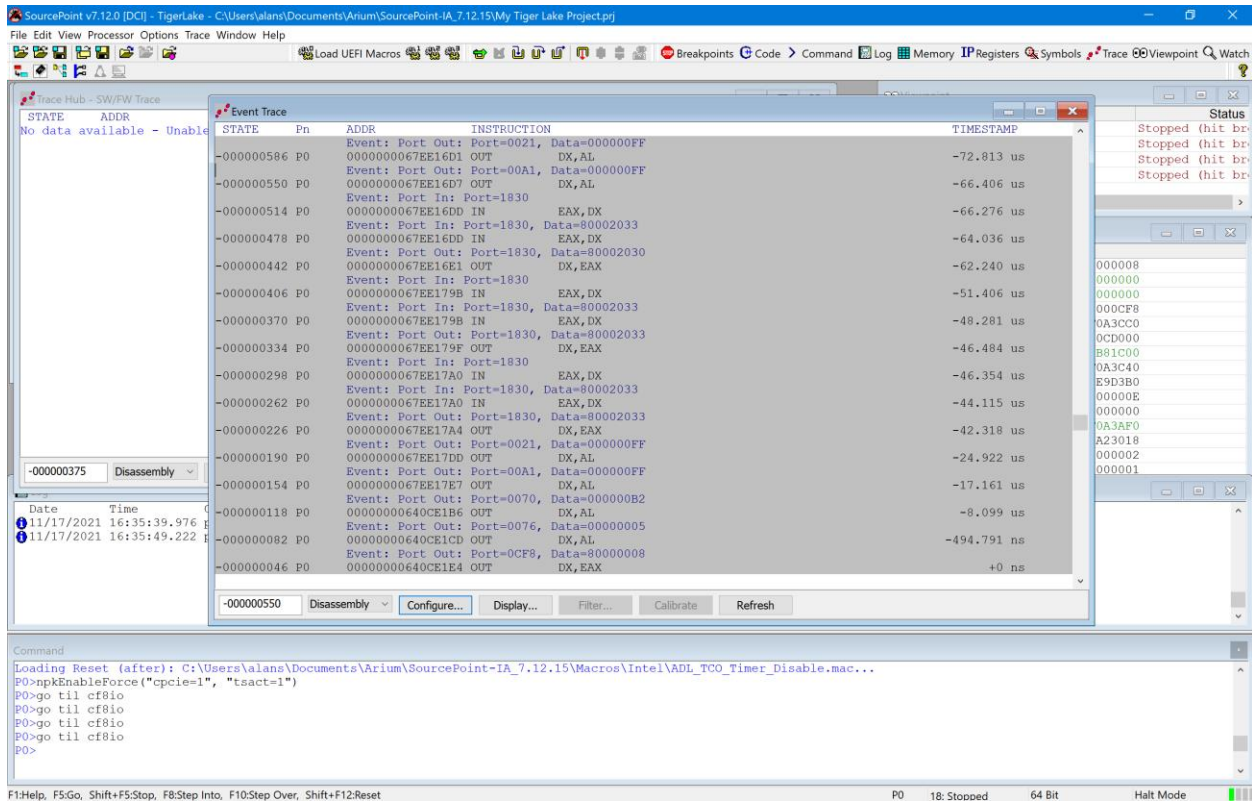 SourcePoint v7.12.0 [DCI] - TigerLake - C:\Users\alans\Documents\Arium\SourcePoint-IA_7.12.15\My Tiger Lake Project.prj
File Edit View Processor Options Trace Window Help
Load UEFI Macros Breakpoints Code Command Log Memory IP Registers Symbols Trace Viewpoint Watch
Trace Hub - SW/FW Trace
STATE ADDR
No data available - Unable
-000000375 Disassembly
Event Trace
STATE Pn ADDR INSTRUCTION TIMESTAMP
Event: Port Out: Port=0021, Data=000000FF
-000000586 P0 0000000067EE16D1 OUT DX,AL -72.813 us
Event: Port Out: Port=00A1, Data=000000FF
-000000550 P0 0000000067EE16D7 OUT DX,AL -66.406 us
Event: Port In: Port=1830
-000000514 P0 0000000067EE16DD IN EAX,DX -66.276 us
Event: Port In: Port=1830, Data=80002033
-000000478 P0 0000000067EE16DD IN EAX,DX -64.036 us
Event: Port Out: Port=1830, Data=80002030
-000000442 P0 0000000067EE16E1 OUT DX,EAX -62.240 us
Event: Port In: Port=1830
-000000406 P0 0000000067EE179B IN EAX,DX -51.406 us
Event: Port In: Port=1830, Data=80002033
-000000370 P0 0000000067EE179B IN EAX,DX -48.281 us
Event: Port Out: Port=1830, Data=80002033
-000000334 P0 0000000067EE179F OUT DX,EAX -46.484 us
Event: Port In: Port=1830
-000000298 P0 0000000067EE17A0 IN EAX,DX -46.354 us
Event: Port In: Port=1830, Data=80002033
-000000262 P0 0000000067EE17A0 IN EAX,DX -44.115 us
Event: Port Out: Port=1830, Data=80002033
-000000226 P0 0000000067EE17A4 OUT DX,EAX -42.318 us
Event: Port Out: Port=0021, Data=000000FF
-000000190 P0 0000000067EE17DD OUT DX,AL -24.922 us
Event: Port Out: Port=00A1, Data=000000FF
-000000154 P0 0000000067EE17E7 OUT DX,AL -17.161 us
Event: Port Out: Port=0070, Data=000000B2
-000000118 P0 00000000640CE1B6 OUT DX,AL -8.099 us
Event: Port Out: Port=0076, Data=00000005
-000000082 P0 00000000640CE1CD OUT DX,AL -494.791 ns
Event: Port Out: Port=0CF8, Data=80000008
-000000046 P0 00000000640CE1E4 OUT DX,EAX +0 ns
-000000550 Disassembly Configure... Display... Filter... Calibrate Refresh
Status
Stopped (hit br
Stopped (hit br
Stopped (hit br
Stopped (hit br
000008
000000
000000
000CF8
0A3CC0
0CD000
B81C00
0A3C40
E9D3B0
00000E
000000
0A3AF0
A23018
000002
000001
Date Time
11/17/2021 16:35:39.976
11/17/2021 16:35:49.222
Command
Loading Reset (after): C:\Users\alans\Documents\Arium\SourcePoint-IA_7.12.15\Macros\Intel\ADL_TCO_Timer_Disable.mac...
P0>npkEnableForce("cpcie=1", "tsact=1")
P0>go til cf8io
P0>go til cf8io
P0>go til cf8io
P0>go til cf8io
P0>
F1:Help, F5:Go, Shift+F5:Stop, F8:Step Into, F10:Step Over, Shift+F12:Reset P0 18: Stopped 64 Bit Halt Mode